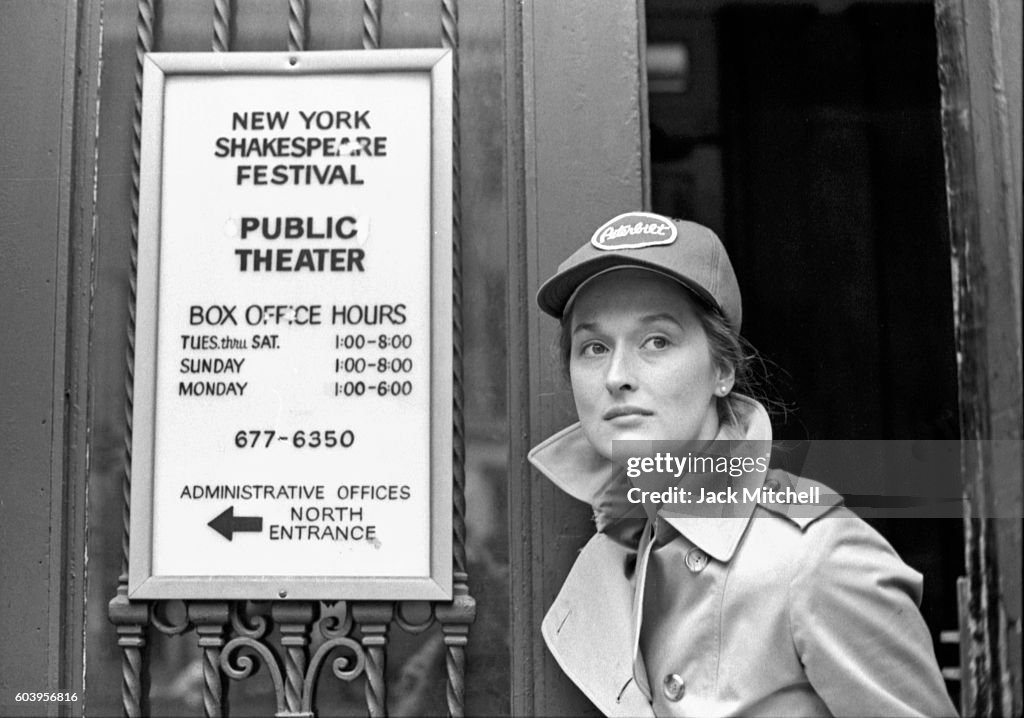 NEW YORK
SHAKESPEARE
FESTIVAL
PUBLIC
THEATER
BOX OFFICE HOURS
TUES. thru SAT. 1:00-8:00
SUNDAY 1:00-8:00
MONDAY 1:00-6:00
677-6350
ADMINISTRATIVE OFFICES
NORTH
ENTRANCE
Peterbilt
gettyimages
Credit: Jack Mitchell
603956816